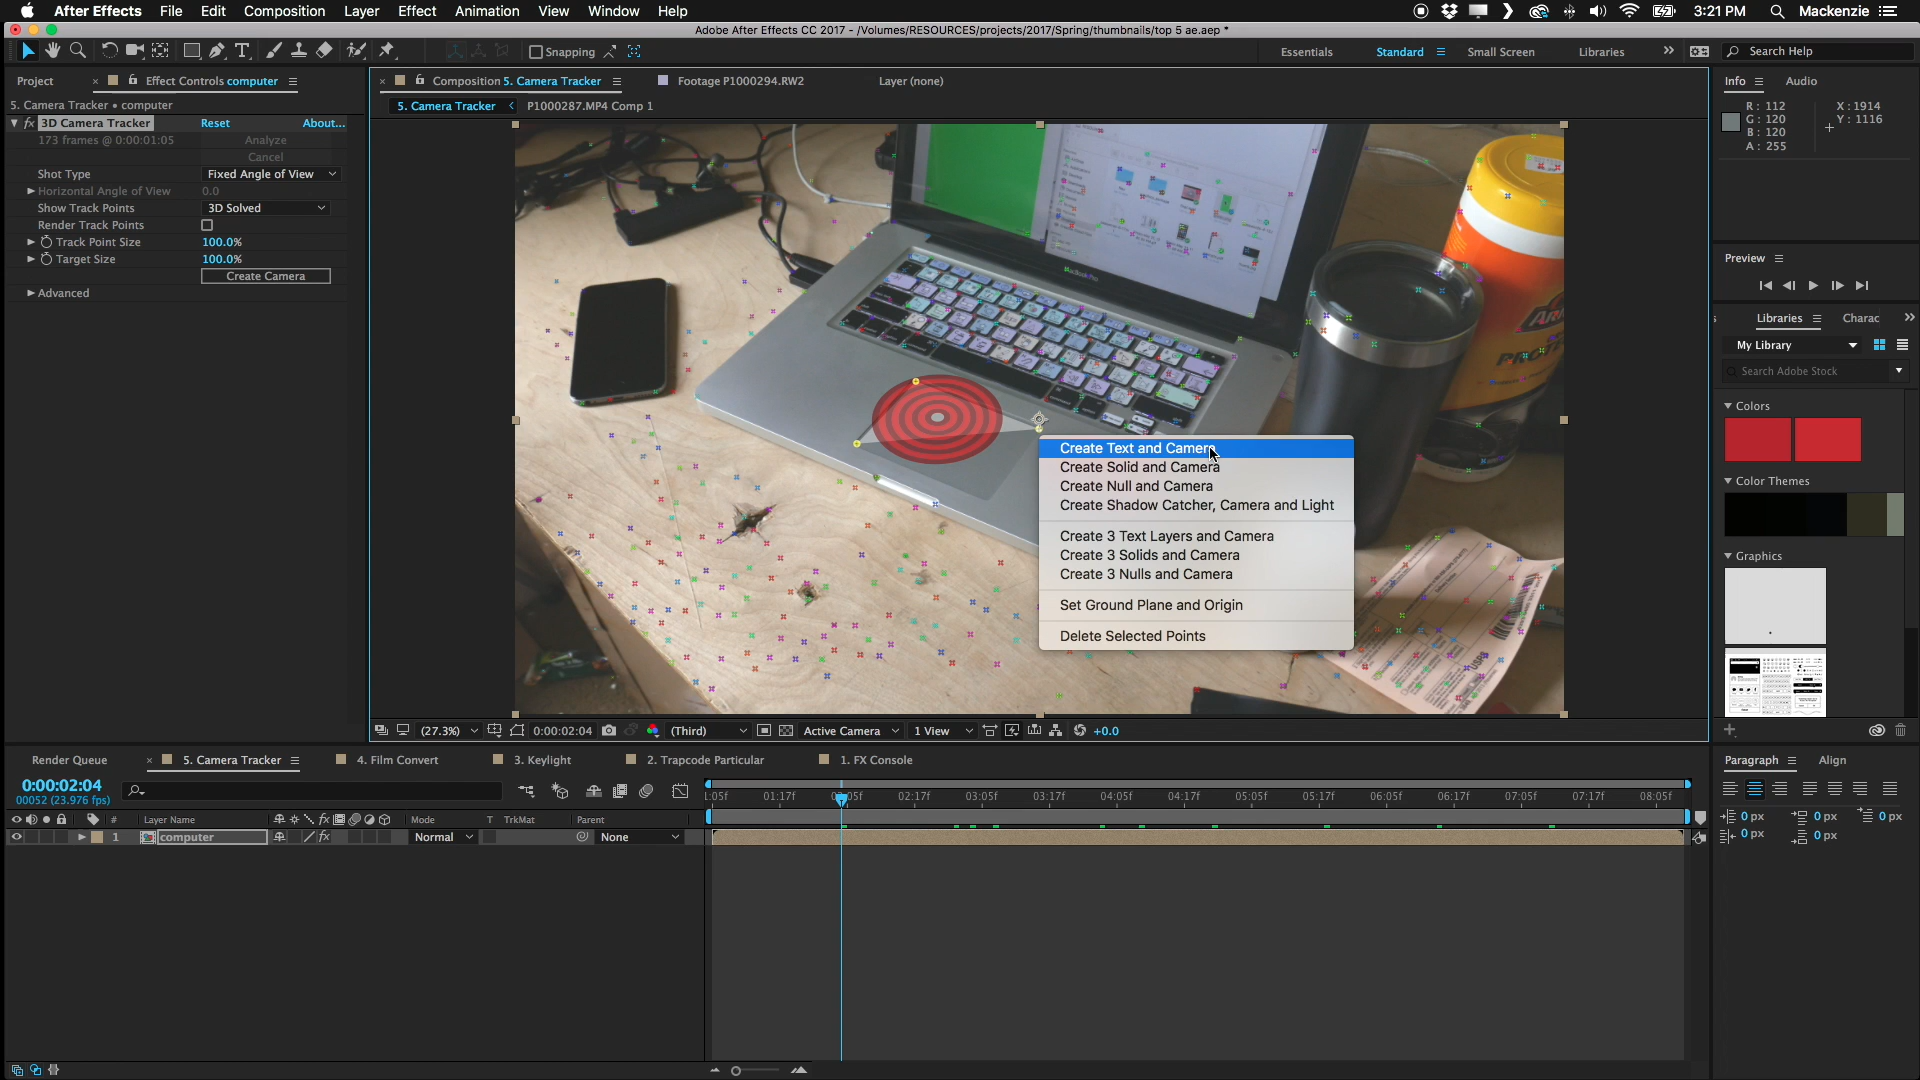 After Effects File Edit Composition Layer Effect Animation View Window Help 3:21 PM Mackenzie
Adobe After Effects CC 2017 - /Volumes/RESOURCES/projects/2017/Spring/thumbnails/top 5 ae.aep *
Snapping Essentials Standard Small Screen Libraries Search Help
Project Effect Controls computer
5. Camera Tracker • computer
fx 3D Camera Tracker Reset About...
173 frames @ 0:00:01:05 Analyze
Cancel
Shot Type Fixed Angle of View
Horizontal Angle of View 0.0
Show Track Points 3D Solved
Render Track Points
Track Point Size 100.0%
Target Size 100.0%
Create Camera
Advanced
Composition 5. Camera Tracker Footage P1000294.RW2 Layer (none)
5. Camera Tracker P1000287.MP4 Comp 1
MacBook Pro
USPS
Create Text and Camera
Create Solid and Camera
Create Null and Camera
Create Shadow Catcher, Camera and Light
Create 3 Text Layers and Camera
Create 3 Solids and Camera
Create 3 Nulls and Camera
Set Ground Plane and Origin
Delete Selected Points
(27.3%) 0:00:02:04 (Third) Active Camera 1 View +0.0
Info Audio
R: 112 X: 1914
G: 120 Y: 1116
B: 120
A: 255
Preview
Libraries Charac
My Library
Search Adobe Stock
Colors
Color Themes
Graphics
Render Queue 5. Camera Tracker 4. Film Convert 3. Keylight 2. Trapcode Particular 1. FX Console
0:00:02:04
00052 (23.976 fps)
# Layer Name fx Mode T TrkMat Parent
1 computer fx Normal None
:05f 01:17f 02:05f 02:17f 03:05f 03:17f 04:05f 04:17f 05:05f 05:17f 06:05f 06:17f 07:05f 07:17f 08:05f
Paragraph Align
0 px 0 px 0 px
0 px 0 px